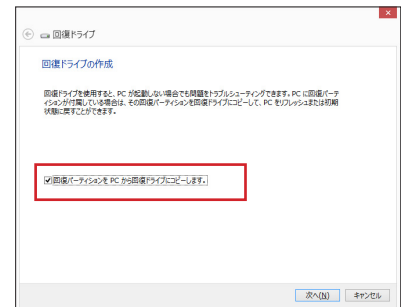 回復ドライブ
回復ドライブの作成
回復ドライブを使用すると、PC が起動しない場合でも問題をトラブルシューティングできます。PC に回復パーテ
ィションが付属している場合は、その回復パーティションを回復ドライブにコピーして、PC をリフレッシュまたは初期
状態に戻すことができます。
回復パーティションを PC から回復ドライブにコピーします。
次へ(N) キャンセル